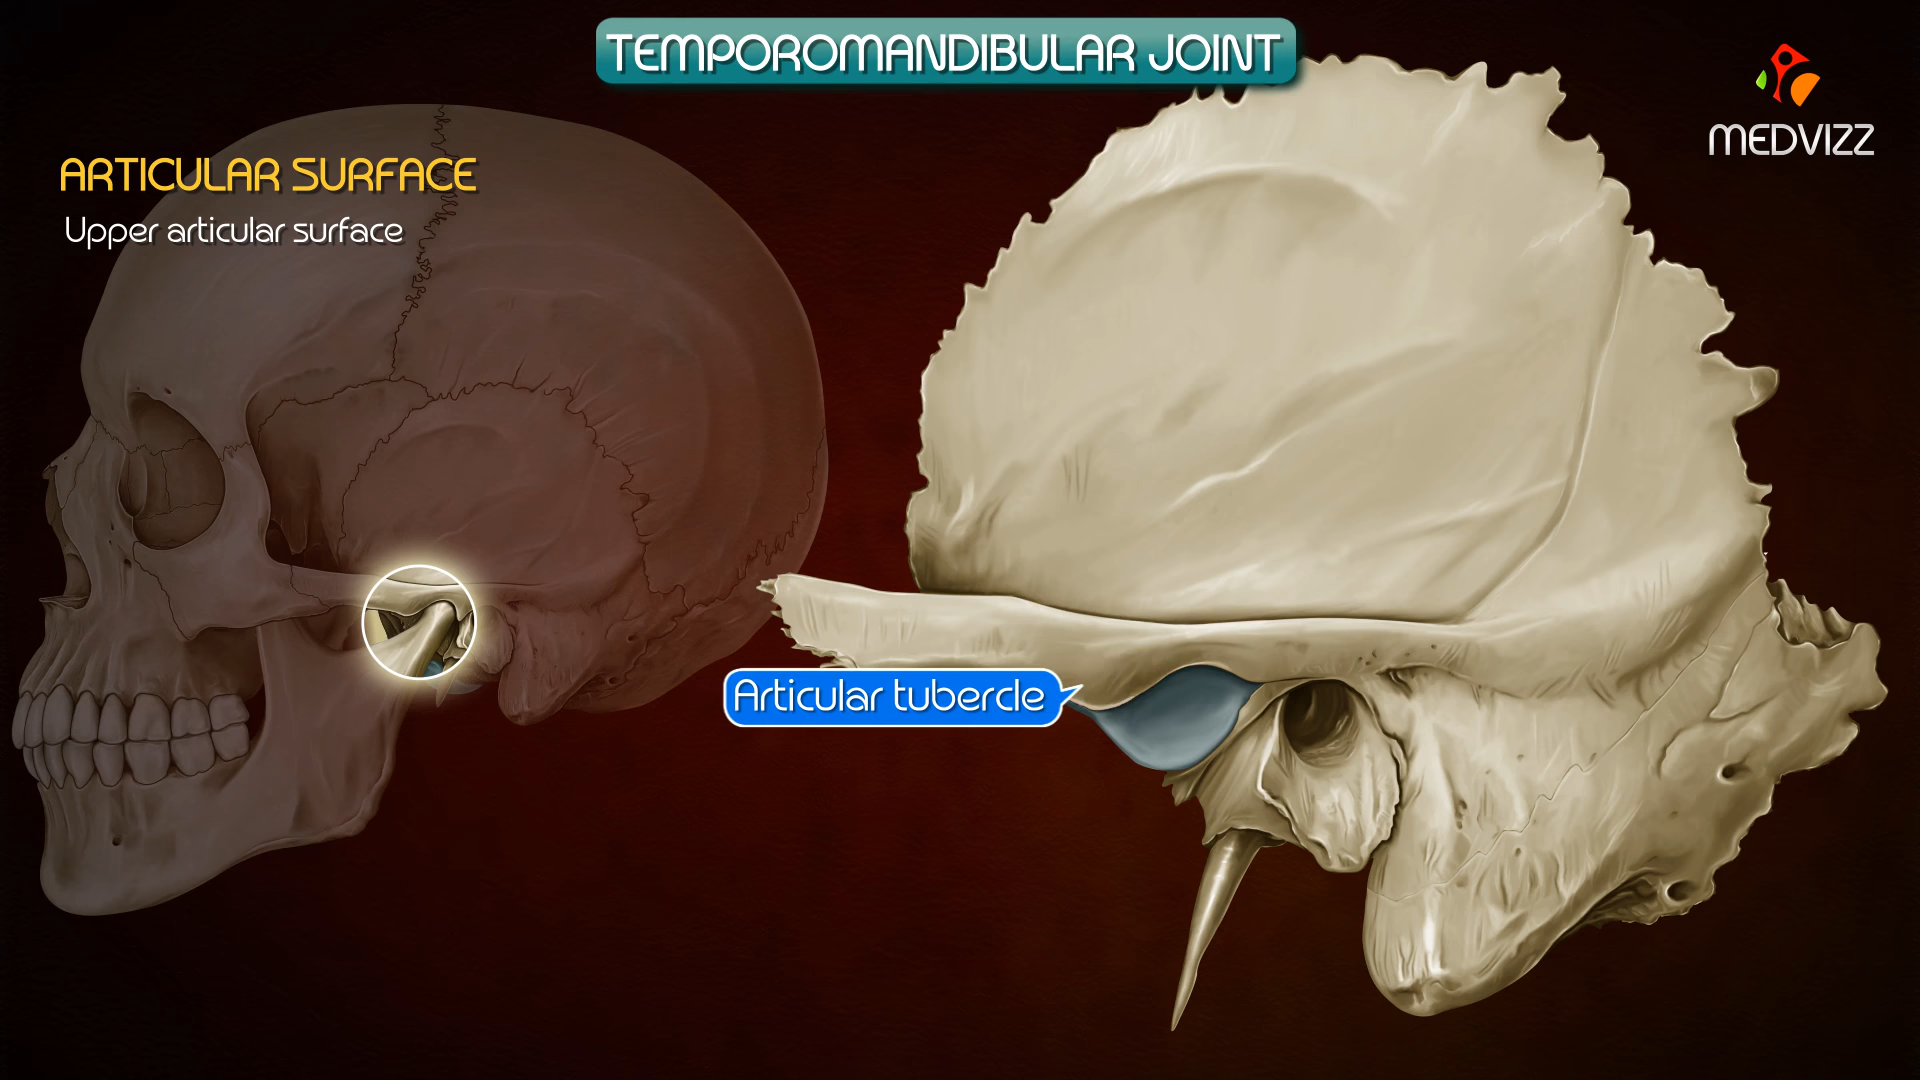 TEMPOROMANDIBULAR JOINT
MEDVIZZ
ARTICULAR SURFACE
Upper articular surface
Articular tubercle